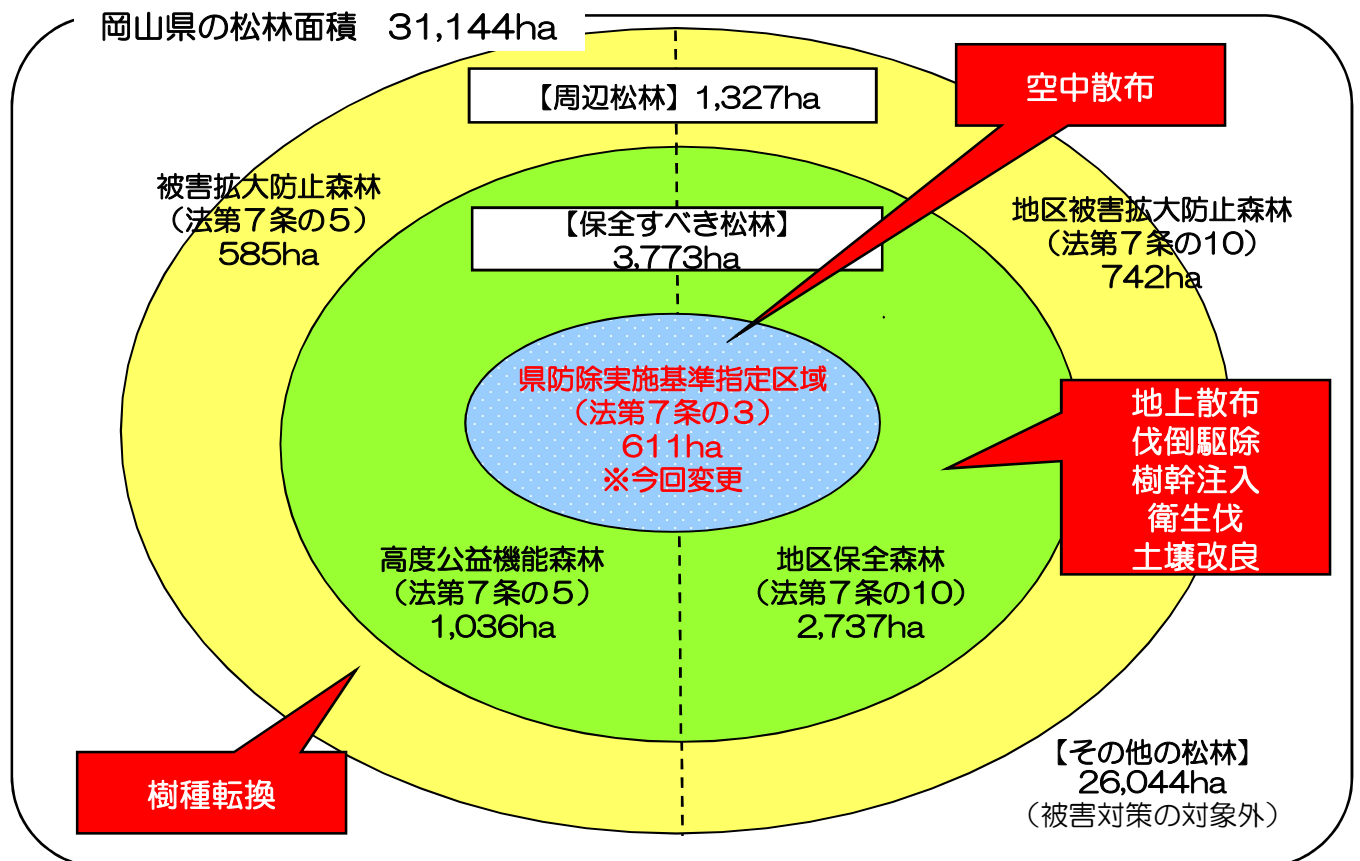 岡山県の松林面積　31,144ha
【周辺松林】1,327ha
空中散布
被害拡大防止森林
（法第７条の５）
585ha
地区被害拡大防止森林
（法第７条の10）
742ha
【保全すべき松林】
3,773ha
県防除実施基準指定区域
（法第７条の３）
611ha
※今回変更
地上散布
伐倒駆除
樹幹注入
衛生伐
土壌改良
高度公益機能森林
（法第７条の５）
1,036ha
地区保全森林
（法第７条の10）
2,737ha
樹種転換
【その他の松林】
26,044ha
（被害対策の対象外）